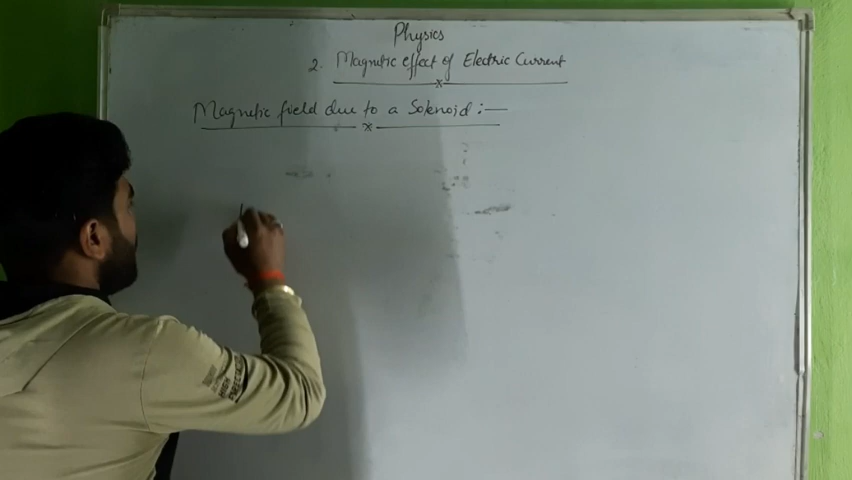 Physics
2. Magnetic effect of Electric Current
x
Magnetic field due to a Solenoid :—
x